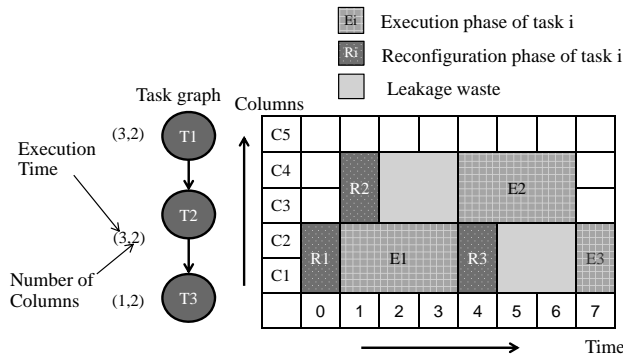 Ei Execution phase of task i
Ri Reconfiguration phase of task i
Leakage waste
Task graph
Columns
(3,2) T1
Execution
Time
T2
(3,2)
Number of
Columns
(1,2) T3
C5
C4 R2 E2
C3
C2 R1 E1 R3 E3
C1
0 1 2 3 4 5 6 7
Time